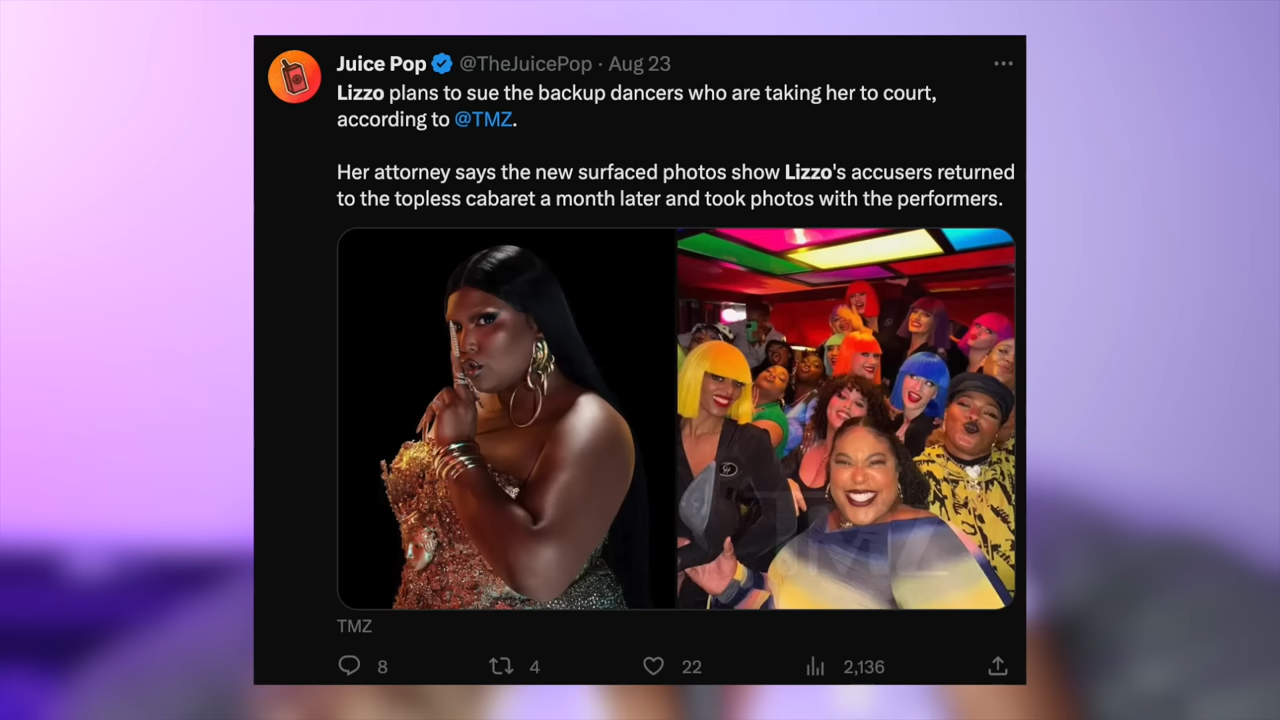 Juice Pop @TheJuicePop · Aug 23
Lizzo plans to sue the backup dancers who are taking her to court,
according to @TMZ.
Her attorney says the new surfaced photos show Lizzo's accusers returned
to the topless cabaret a month later and took photos with the performers.
TMZ
TMZ
8 4 22 2,136